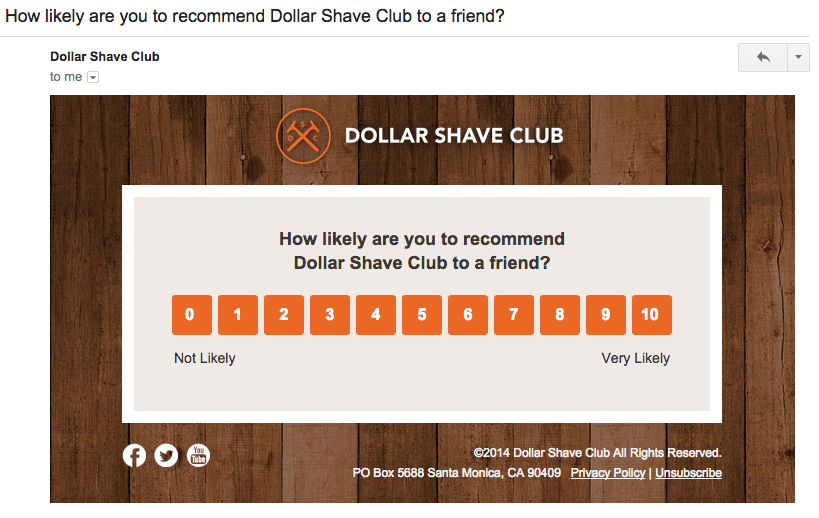 How likely are you to recommend Dollar Shave Club to a friend?
Dollar Shave Club
to me
D S C
DOLLAR SHAVE CLUB
How likely are you to recommend
Dollar Shave Club to a friend?
0 1 2 3 4 5 6 7 8 9 10
Not Likely Very Likely
You Tube
©2014 Dollar Shave Club All Rights Reserved.
PO Box 5688 Santa Monica, CA 90409 Privacy Policy | Unsubscribe